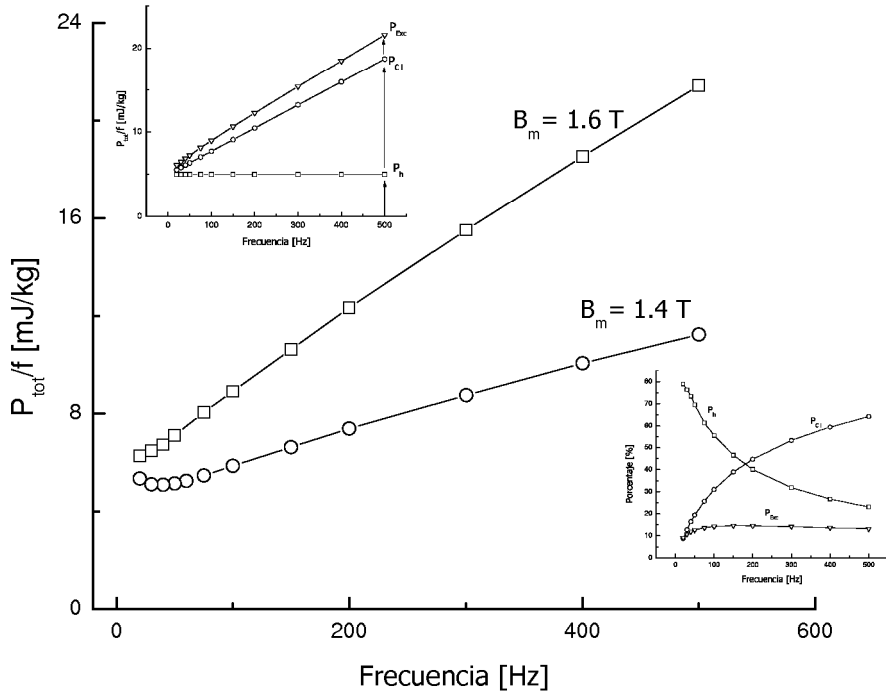 24
16
8
0
P_tot/f [mJ/kg]
0
200
400
600
Frecuencia [Hz]
B_m = 1.6 T
B_m = 1.4 T
20
10
0
P_tot/f [mJ/kg]
0
100
200
300
400
500
Frecuencia [Hz]
P_Exc
P_Cl
P_h
80
70
60
50
40
30
20
10
0
Porcentaje [%]
0
100
200
300
400
500
Frecuencia [Hz]
P_h
P_Cl
P_Exc